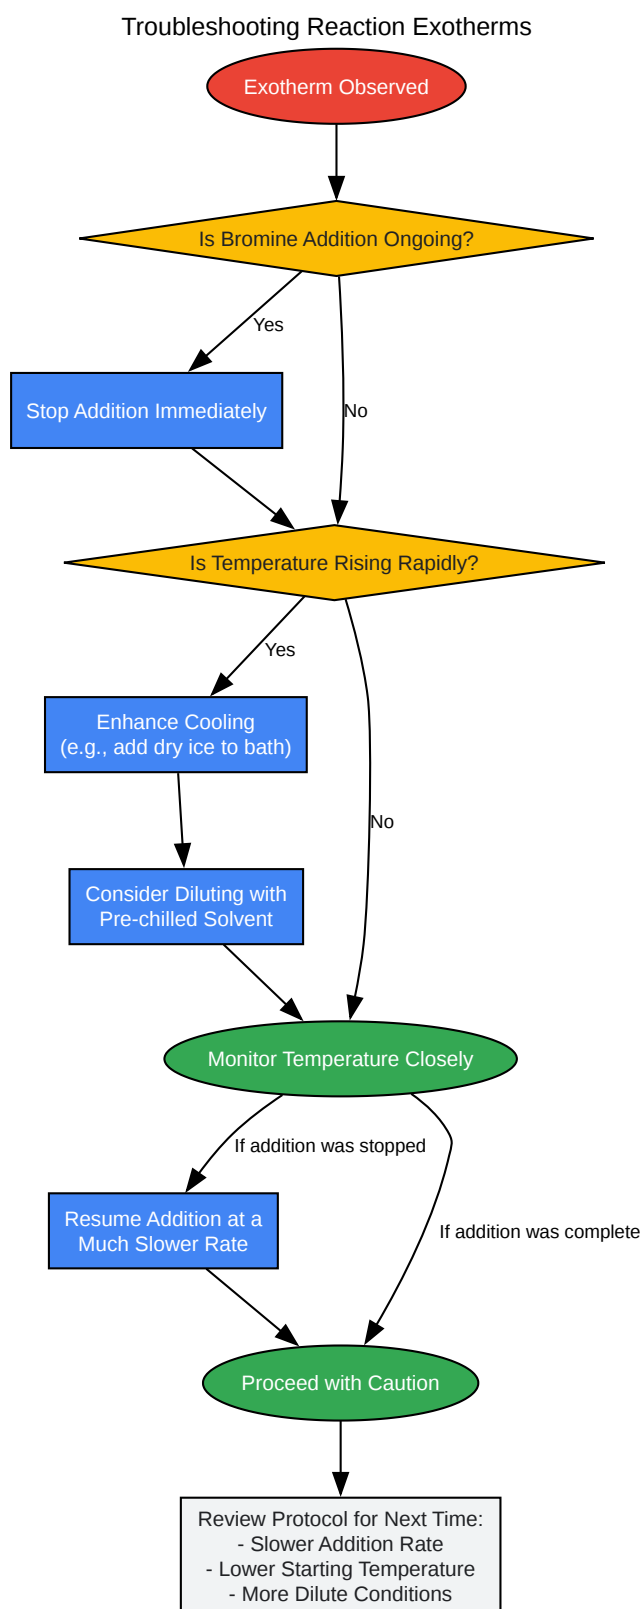 Troubleshooting Reaction Exotherms
Exotherm Observed
Is Bromine Addition Ongoing?
Yes
Stop Addition Immediately
No
Is Temperature Rising Rapidly?
Yes
Enhance Cooling
(e.g., add dry ice to bath)
No
Consider Diluting with
Pre-chilled Solvent
Monitor Temperature Closely
If addition was stopped
Resume Addition at a
Much Slower Rate
If addition was complete
Proceed with Caution
Review Protocol for Next Time:
- Slower Addition Rate
- Lower Starting Temperature
- More Dilute Conditions